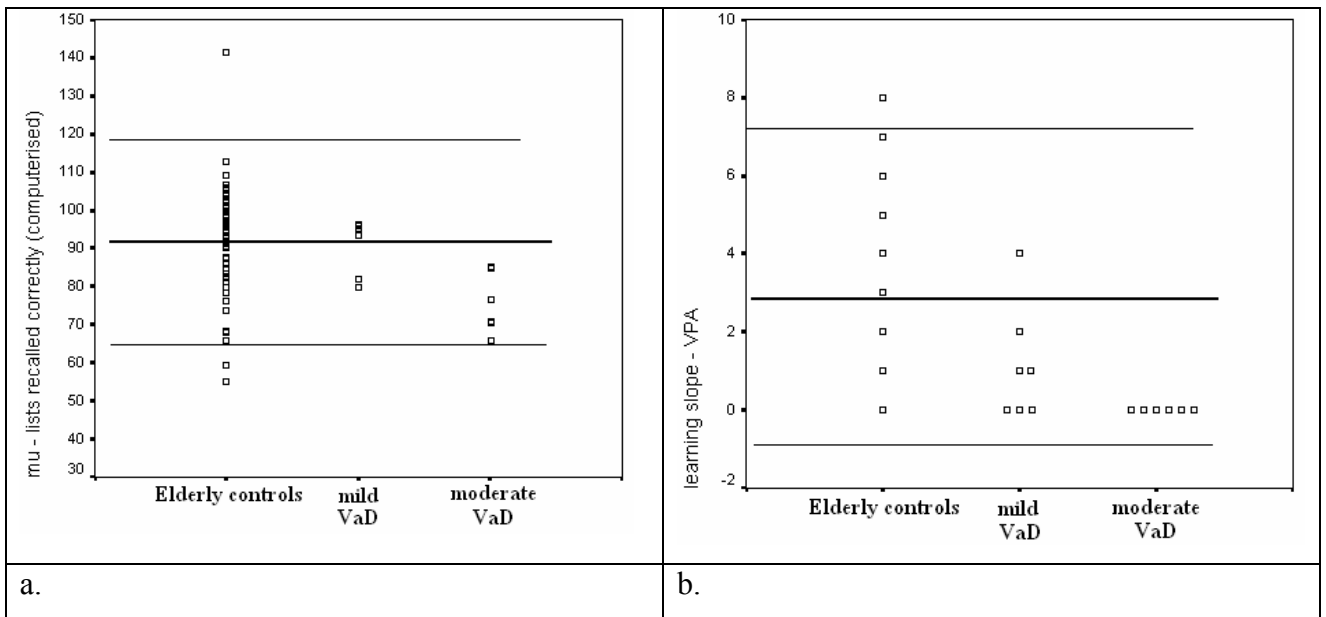 150
140
130
120
110
100
90
80
70
60
50
40
30
mu - lists recalled correctly (computerised)
Elderly controls
mild
VaD
moderate
VaD
a.
10
8
6
4
2
0
-2
learning slope - VPA
Elderly controls
mild
VaD
moderate
VaD
b.